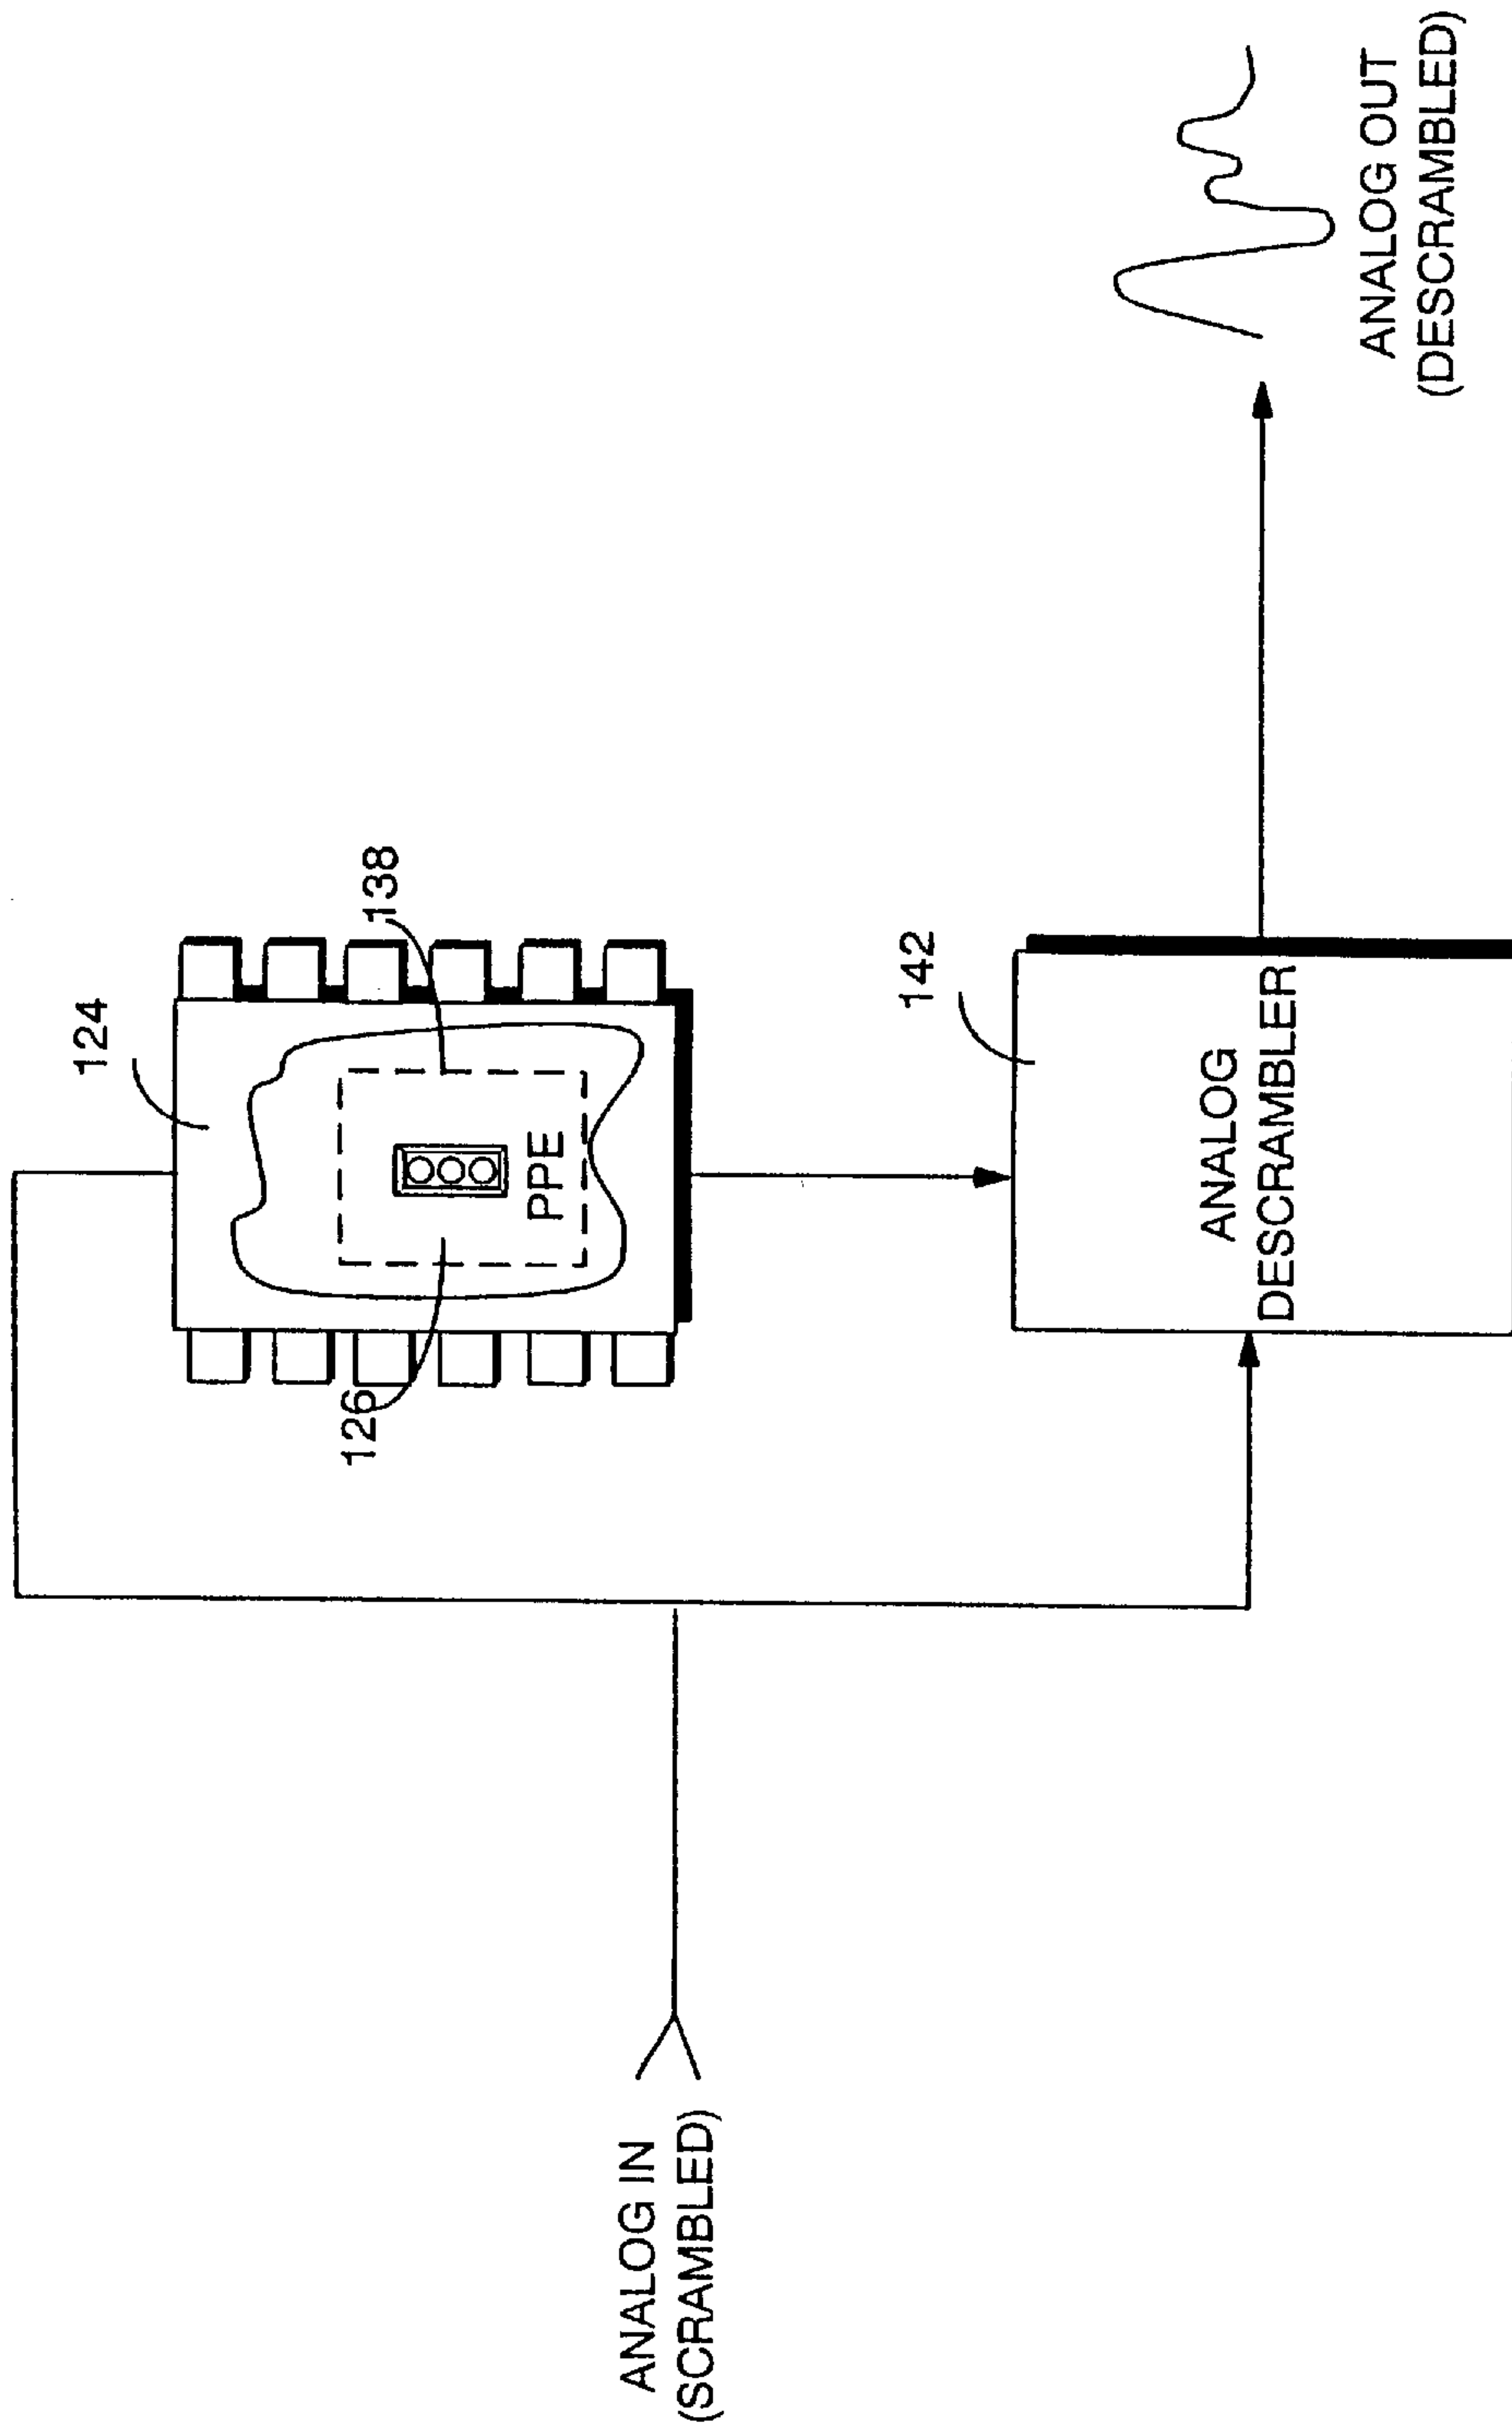 124
138
126
PPE
142
ANALOG
DESCRAMBLER
ANALOG IN
(SCRAMBLED)
ANALOG OUT
(DESCRAMBLED)